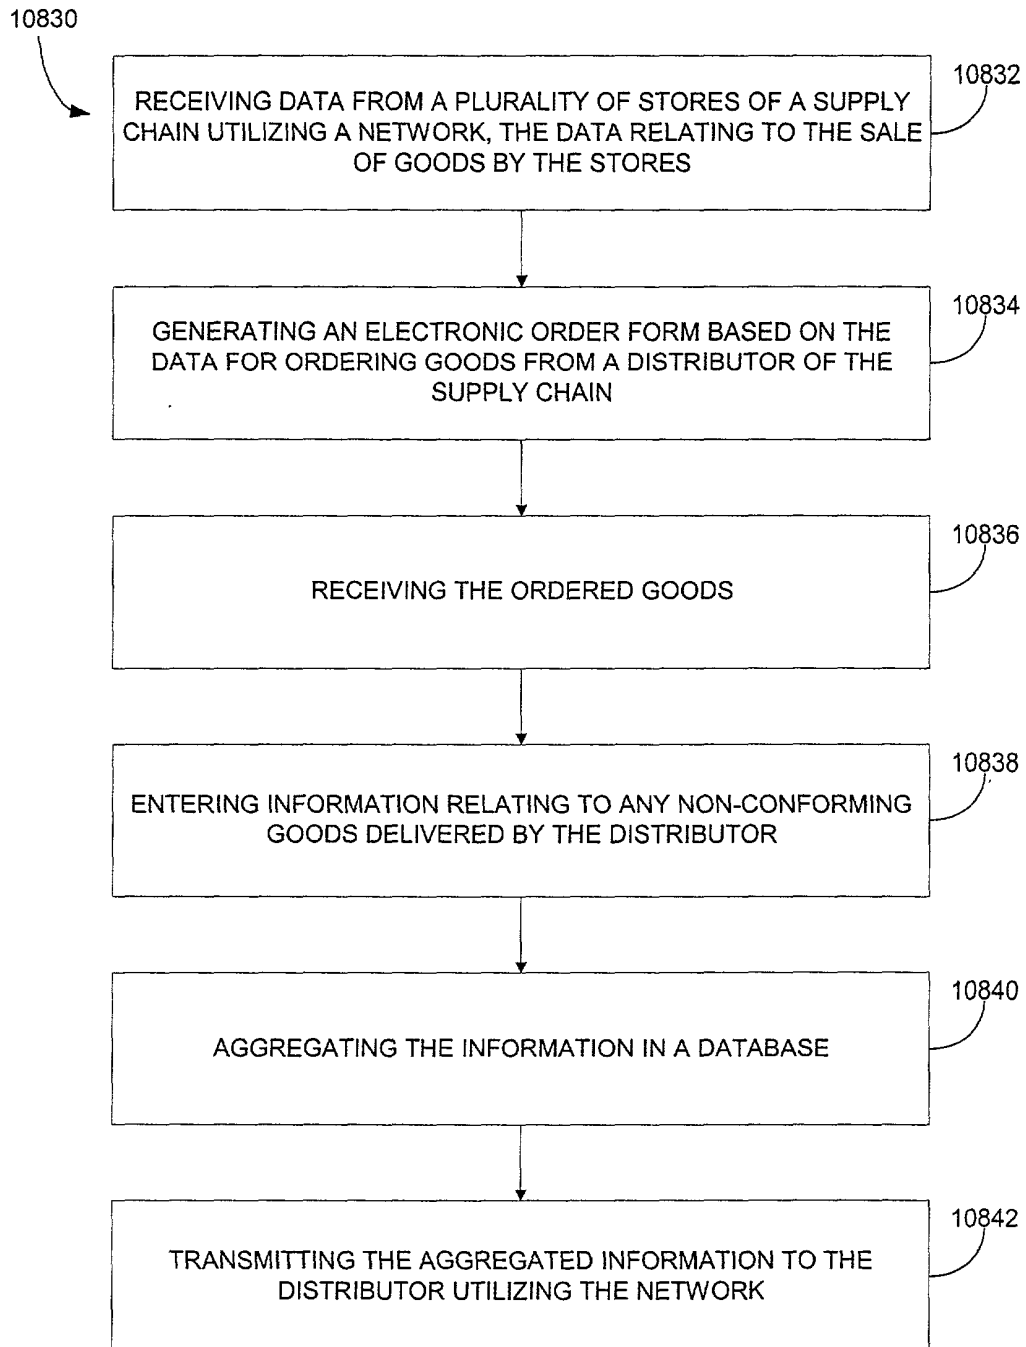 10830
10832
RECEIVING DATA FROM A PLURALITY OF STORES OF A SUPPLY
CHAIN UTILIZING A NETWORK, THE DATA RELATING TO THE SALE
OF GOODS BY THE STORES
10834
GENERATING AN ELECTRONIC ORDER FORM BASED ON THE
DATA FOR ORDERING GOODS FROM A DISTRIBUTOR OF THE
SUPPLY CHAIN
10836
RECEIVING THE ORDERED GOODS
10838
ENTERING INFORMATION RELATING TO ANY NON-CONFORMING
GOODS DELIVERED BY THE DISTRIBUTOR
10840
AGGREGATING THE INFORMATION IN A DATABASE
10842
TRANSMITTING THE AGGREGATED INFORMATION TO THE
DISTRIBUTOR UTILIZING THE NETWORK